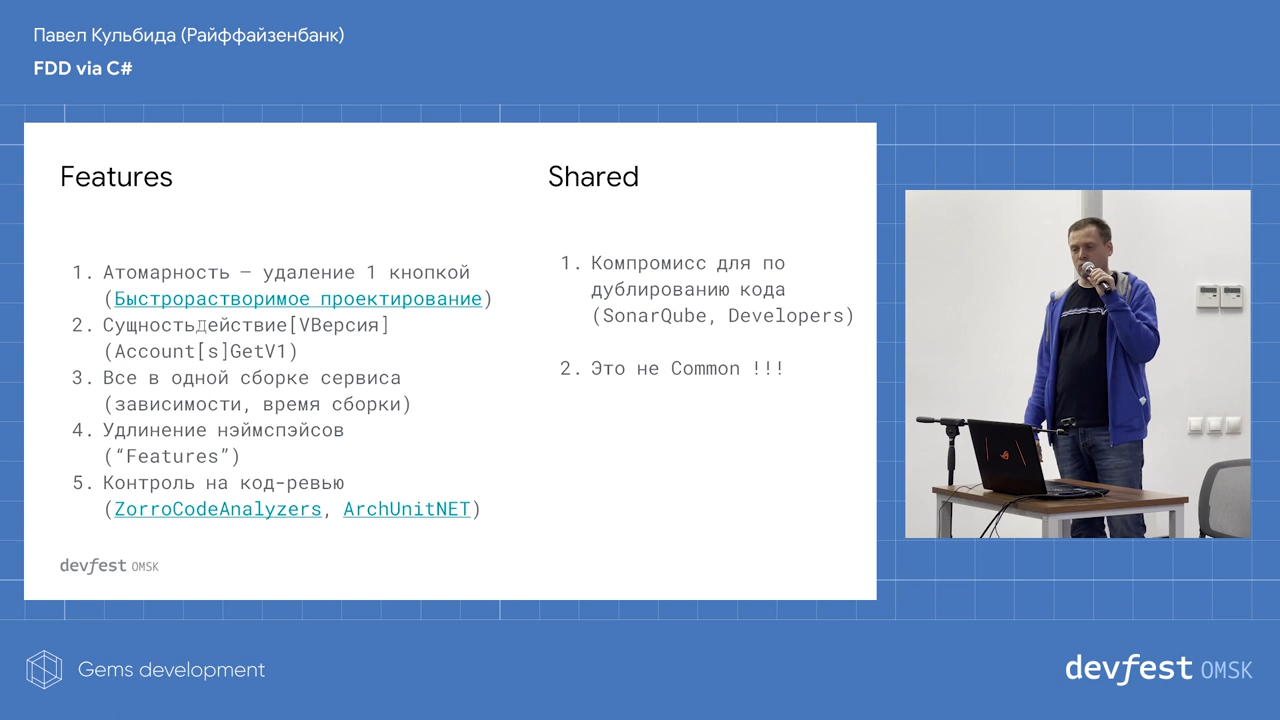 Павел Кульбида (Райффайзенбанк)
FDD via C#
Features
1. Атомарность – удаление 1 кнопкой
(Быстрорастворимое проектирование)
2. СущностьДействие[VВерсия]
(Account[s]GetV1)
3. Все в одной сборке сервиса
(зависимости, время сборки)
4. Удлинение нэймспэйсов
(“Features”)
5. Контроль на код-ревью
(ZorroCodeAnalyzers, ArchUnitNET)
Shared
1. Компромисс для по
дублированию кода
(SonarQube, Developers)
2. Это не Common !!!
devfest OMSK
Gems development
devfest OMSK